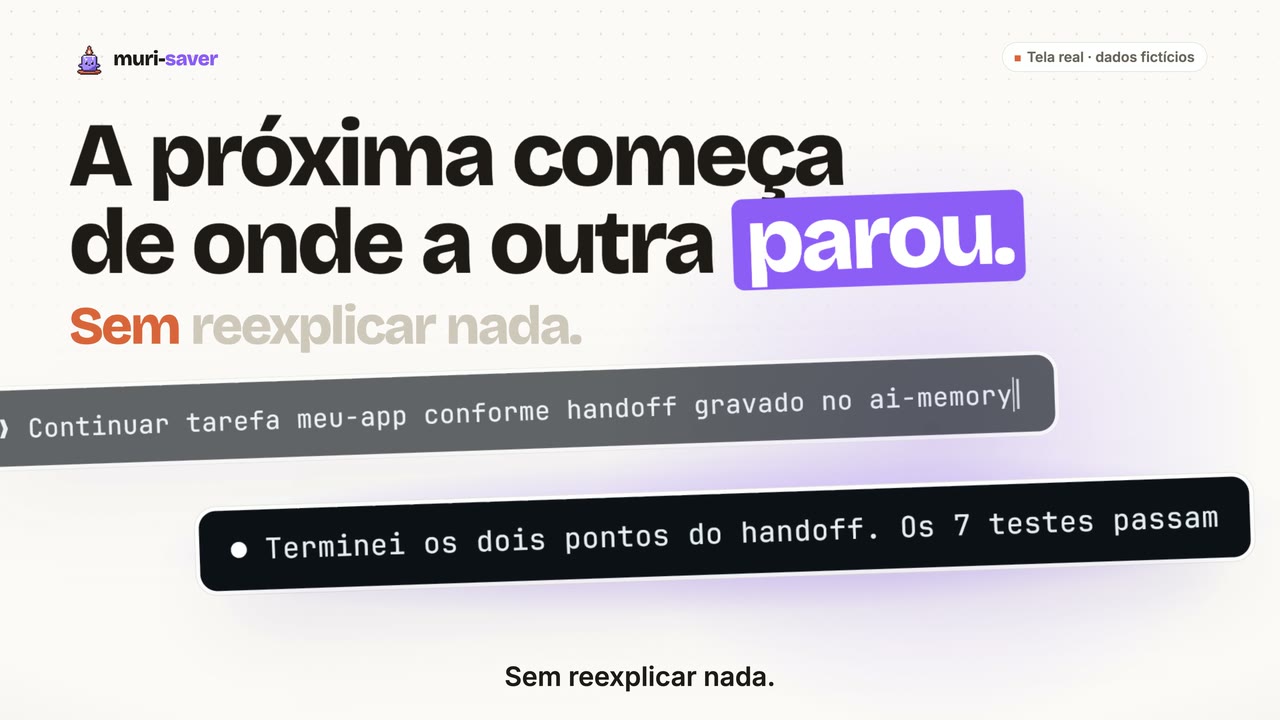 muri-saver
Tela real · dados fictícios
A próxima começa
de onde a outra parou.
Sem reexplicar nada.
❯ Continuar tarefa meu-app conforme handoff gravado no ai-memory
● Terminei os dois pontos do handoff. Os 7 testes passam
Sem reexplicar nada.